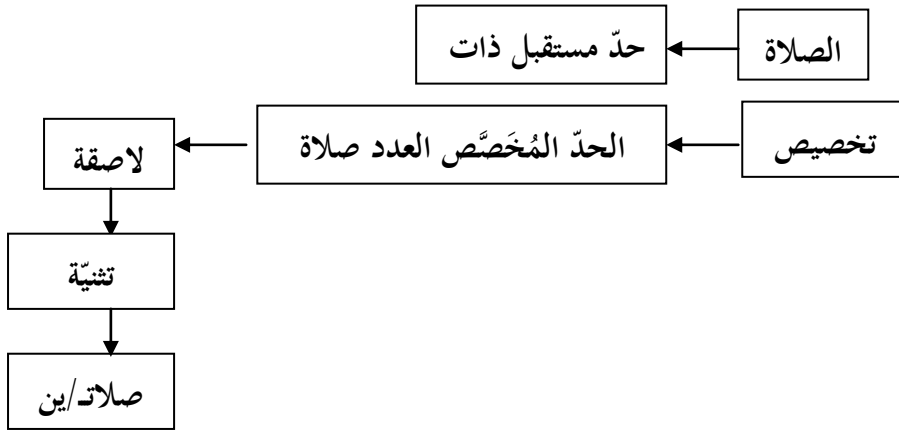 الصلاة
حدّ مستقبل ذات
تخصيص
الحدّ المُخَصَّص العدد صلاة
لاصقة
تثنيّة
صلاتـ/ين